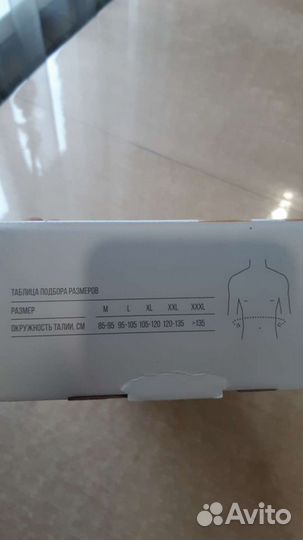 ТАБЛИЦА ПОДБОРА РАЗМЕРОВ
РАЗМЕР M L XL XXL XXXL
ОКРУЖНОСТЬ ТАЛИИ, СМ 85-95 95-105 105-120 120-135 >135
Avito